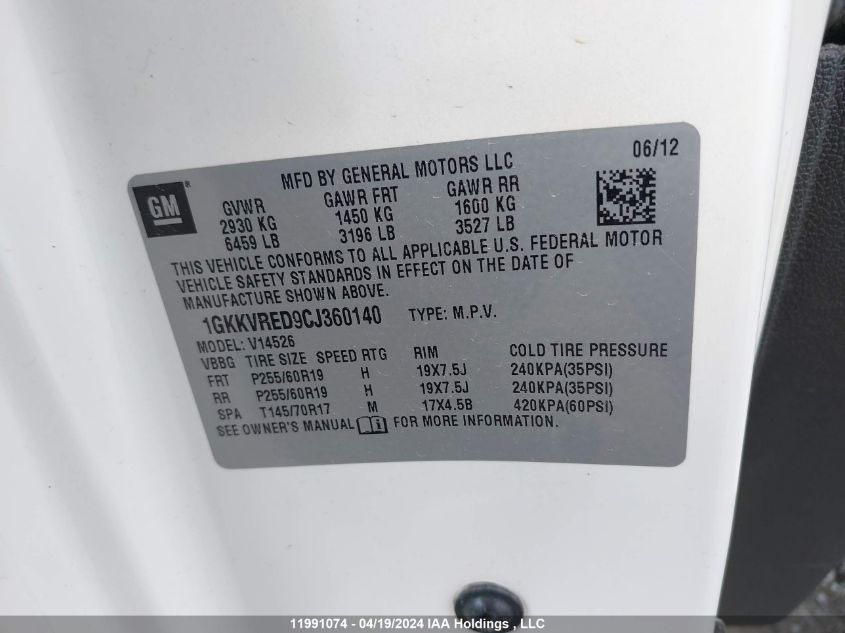 06/12
MFD BY GENERAL MOTORS LLC
GM ®
GVWR GAWR FRT GAWR RR
2930 KG 1450 KG 1600 KG
6459 LB 3196 LB 3527 LB
THIS VEHICLE CONFORMS TO ALL APPLICABLE U.S. FEDERAL MOTOR
VEHICLE SAFETY STANDARDS IN EFFECT ON THE DATE OF
MANUFACTURE SHOWN ABOVE.
1GKKVRED9CJ360140 TYPE: M.P.V.
MODEL: V14526
VBBG TIRE SIZE SPEED RTG RIM COLD TIRE PRESSURE
FRT P255/60R19 H 19X7.5J 240KPA(35PSI)
RR P255/60R19 H 19X7.5J 240KPA(35PSI)
SPA T145/70R17 M 17X4.5B 420KPA(60PSI)
SEE OWNER'S MANUAL i FOR MORE INFORMATION.
11991074 - 04/19/2024 IAA Holdings , LLC